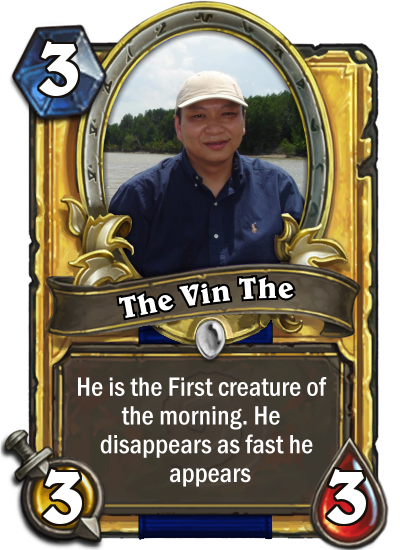 3
The Vin The
He is the First creature of
the morning. He
disappears as fast he
appears
3
3